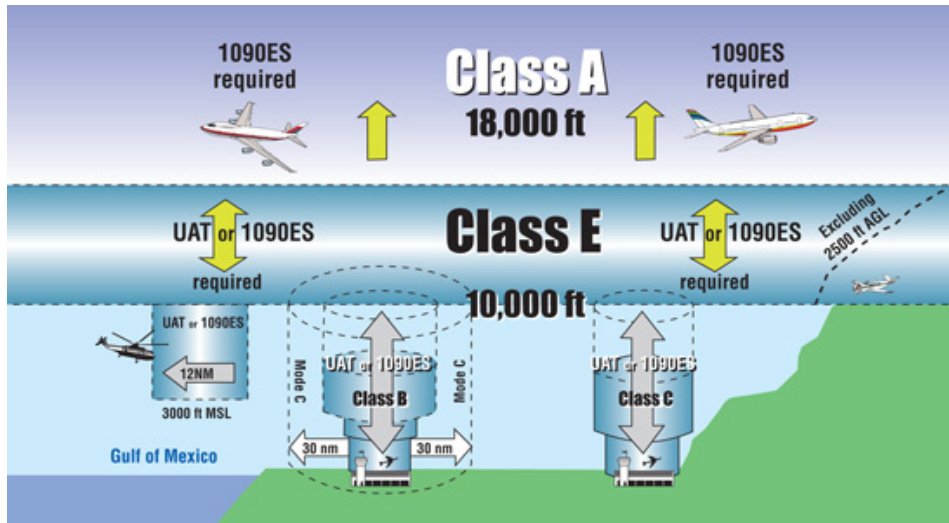 1090ES
required
Class A
18,000 ft
1090ES
required
UAT or 1090ES
required
Class E
10,000 ft
UAT or 1090ES
required
Excluding
2500 ft AGL
UAT or 1090ES
12NM
3000 ft MSL
Gulf of Mexico
Mode C
UAT or 1090ES
Class B
Mode C
30 nm
30 nm
UAT or 1090ES
Class C